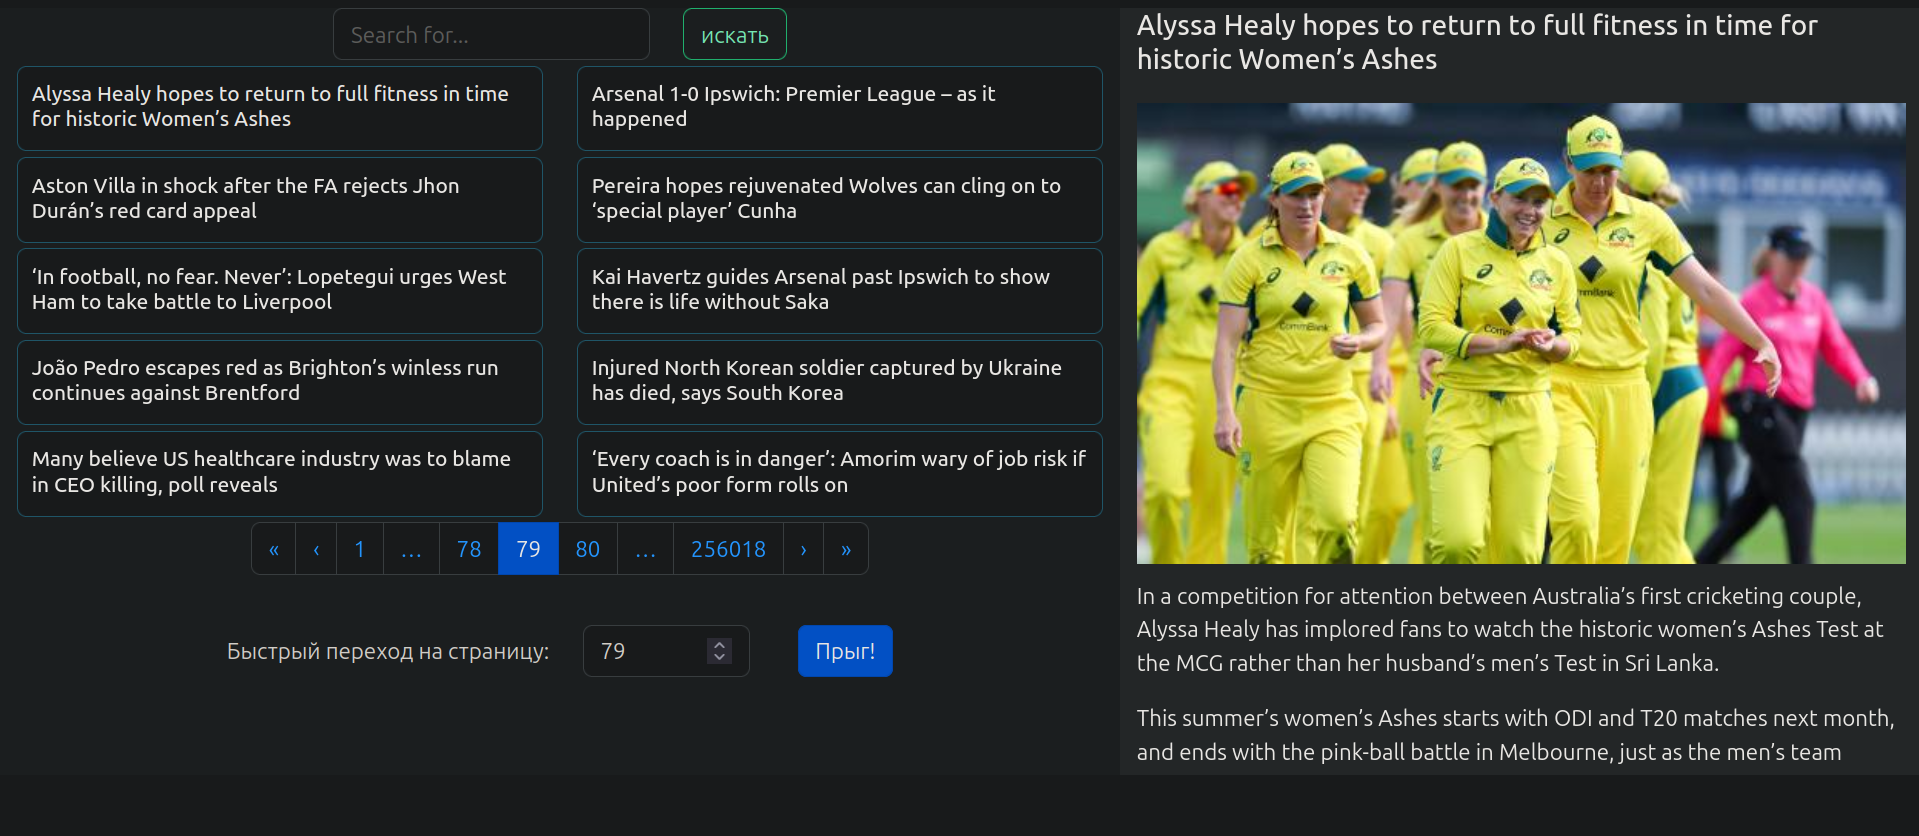 Search for...
искать
Alyssa Healy hopes to return to full fitness in time
for historic Women’s Ashes
Arsenal 1-0 Ipswich: Premier League – as it
happened
Aston Villa in shock after the FA rejects Jhon
Durán’s red card appeal
Pereira hopes rejuvenated Wolves can cling on to
‘special player’ Cunha
‘In football, no fear. Never’: Lopetegui urges West
Ham to take battle to Liverpool
Kai Havertz guides Arsenal past Ipswich to show
there is life without Saka
João Pedro escapes red as Brighton’s winless run
continues against Brentford
Injured North Korean soldier captured by Ukraine
has died, says South Korea
Many believe US healthcare industry was to blame
in CEO killing, poll reveals
‘Every coach is in danger’: Amorim wary of job risk if
United’s poor form rolls on
« ‹ 1 ... 78 79 80 ... 256018 › »
Быстрый переход на страницу: 79 Прыг!
Alyssa Healy hopes to return to full fitness in time for
historic Women’s Ashes
CommBank
In a competition for attention between Australia’s first cricketing couple,
Alyssa Healy has implored fans to watch the historic women’s Ashes Test at
the MCG rather than her husband’s men’s Test in Sri Lanka.
This summer’s women’s Ashes starts with ODI and T20 matches next month,
and ends with the pink-ball battle in Melbourne, just as the men’s team